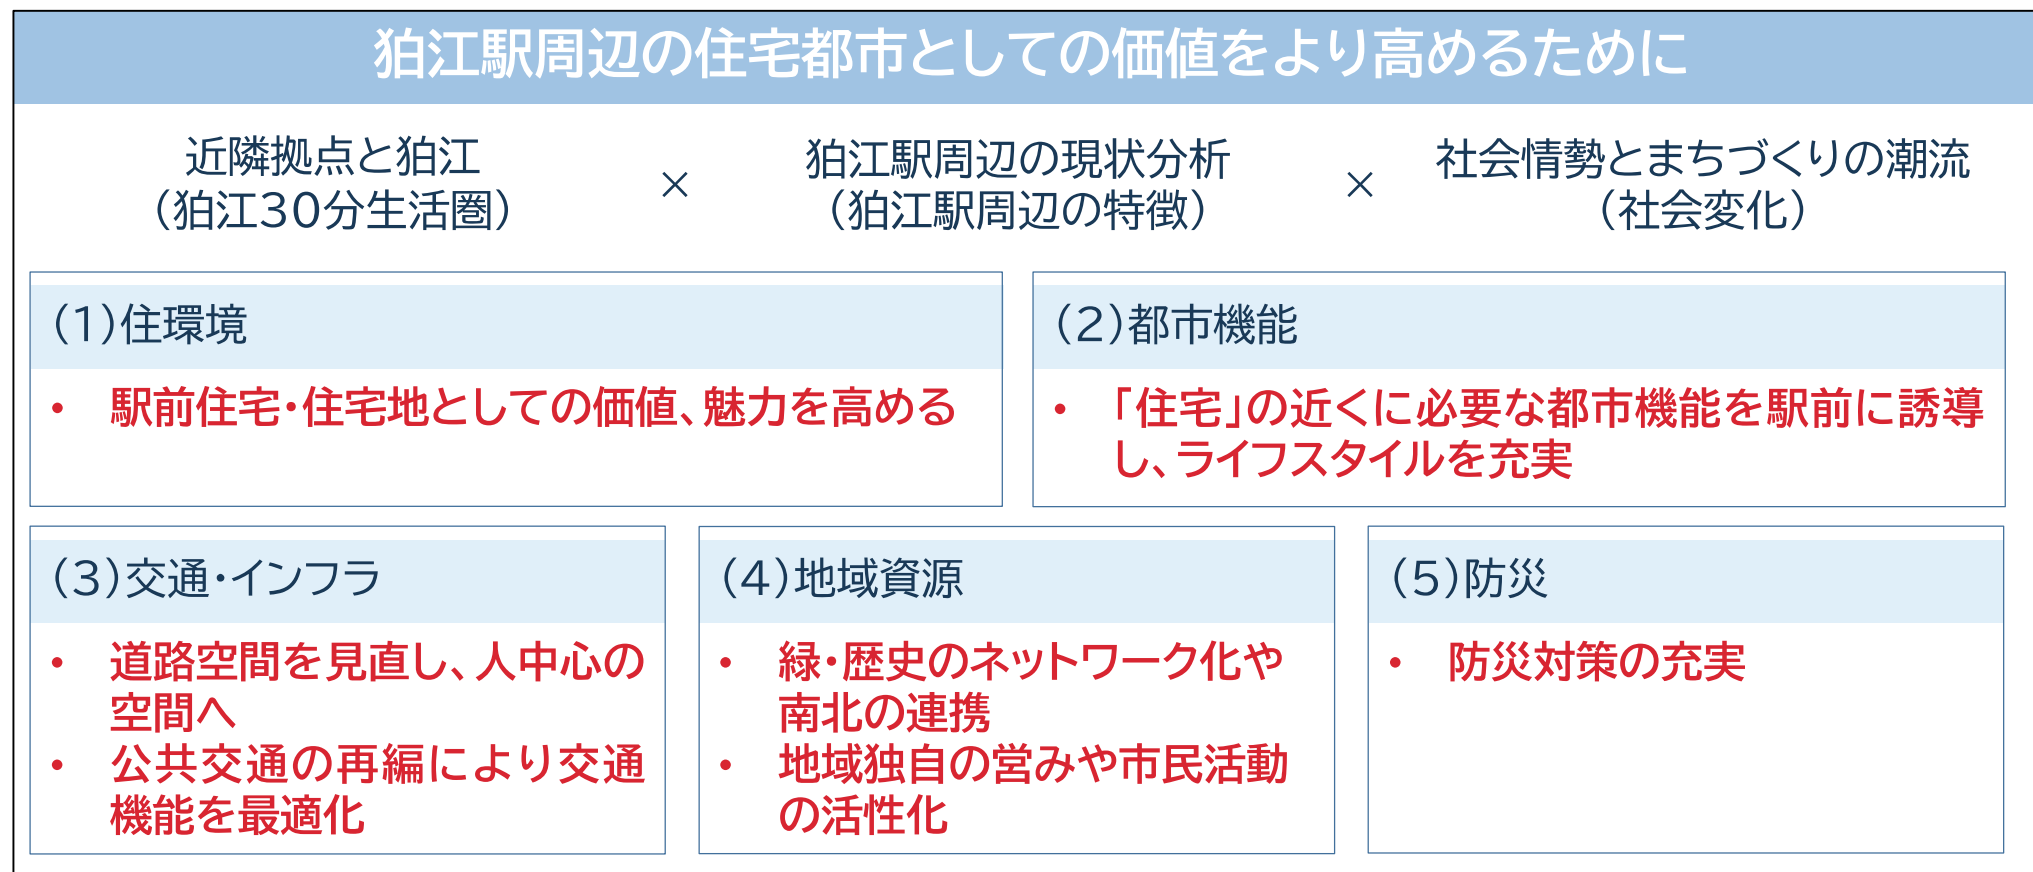 狛江駅周辺の住宅都市としての価値をより高めるために
近隣拠点と狛江
（狛江30分生活圏）
×
狛江駅周辺の現状分析
（狛江駅周辺の特徴）
×
社会情勢とまちづくりの潮流
（社会変化）
（1）住環境
• 駅前住宅・住宅地としての価値、魅力を高める
（2）都市機能
• 「住宅」の近くに必要な都市機能を駅前に誘導
し、ライフスタイルを充実
（3）交通・インフラ
• 道路空間を見直し、人中心の
空間へ
• 公共交通の再編により交通
機能を最適化
（4）地域資源
• 緑・歴史のネットワーク化や
南北の連携
• 地域独自の営みや市民活動
の活性化
（5）防災
• 防災対策の充実